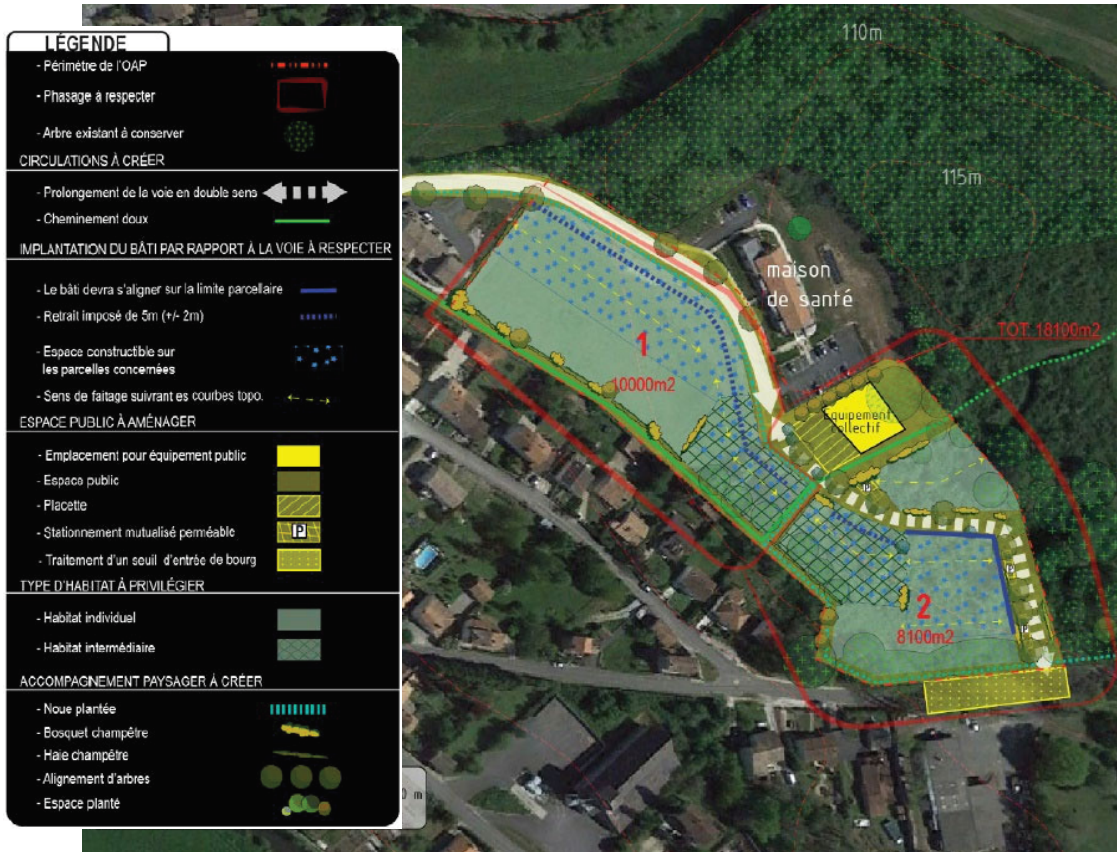 LÉGENDE
- Périmètre de l'OAP
- Phasage à respecter
- Arbre existant à conserver
CIRCULATIONS À CRÉER
- Prolongement de la voie en double sens
- Cheminement doux
IMPLANTATION DU BÂTI PAR RAPPORT À LA VOIE À RESPECTER
- Le bâti devra s'aligner sur la limite parcellaire
- Retrait imposé de 5m (+/- 2m)
- Espace constructible sur
les parcelles concernées
- Sens de faitage suivant es courbes topo.
ESPACE PUBLIC À AMÉNAGER
- Emplacement pour équipement public
- Espace public
- Placette
- Stationnement mutualisé perméable
P
- Traitement d'un seuil d'entrée de bourg
TYPE D'HABITAT À PRIVILÉGIER
- Habitat individuel
- Habitat intermédiaire
ACCOMPAGNEMENT PAYSAGER À CRÉER
- Noue plantée
- Bosquet champêtre
- Haie champêtre
- Alignement d'arbres
- Espace planté
110m
115m
maison
de santé
TOT 18100m2
1
10000m2
Equipement
collectif
P
P
P
2
8100m2